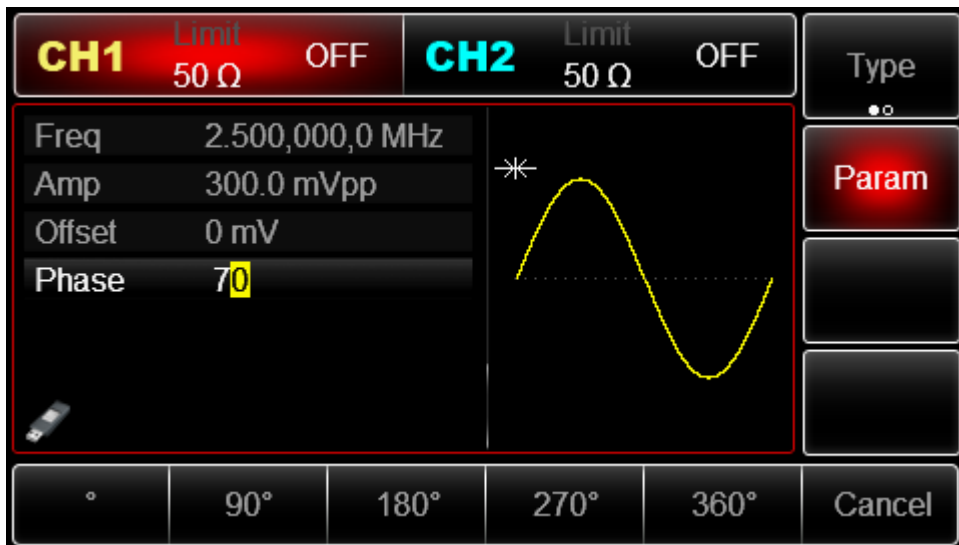 CH1 Limit 50 Ω OFF CH2 Limit 50 Ω OFF Type
Freq 2.500,000,0 MHz
Amp 300.0 mVpp
Param
Offset 0 mV
Phase 70
° 90° 180° 270° 360° Cancel